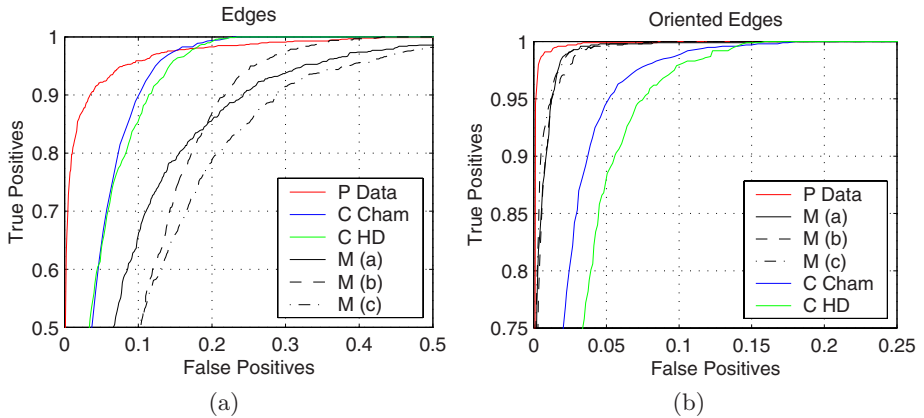 Edges
True Positives
1
0.9
0.8
0.7
0.6
0.5
0
0.1
0.2
0.3
0.4
0.5
False Positives
P Data
C Cham
C HD
M (a)
M (b)
M (c)
(a)
Oriented Edges
True Positives
1
0.95
0.9
0.85
0.8
0.75
0
0.05
0.1
0.15
0.2
0.25
False Positives
P Data
M (a)
M (b)
M (c)
C Cham
C HD
(b)